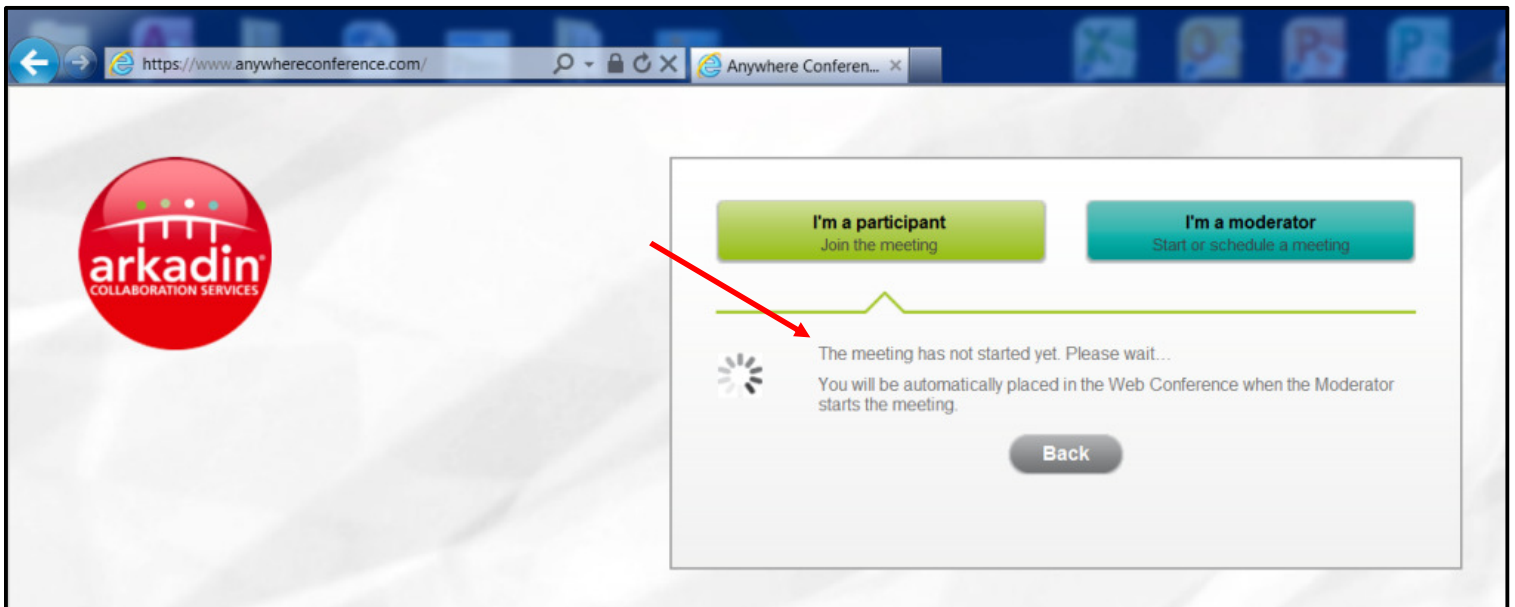 https://www.anywhereconference.com/
Anywhere Conferen...
arkadin®
COLLABORATION SERVICES
I'm a participant
Join the meeting
I'm a moderator
Start or schedule a meeting
The meeting has not started yet. Please wait…
You will be automatically placed in the Web Conference when the Moderator
starts the meeting.
Back